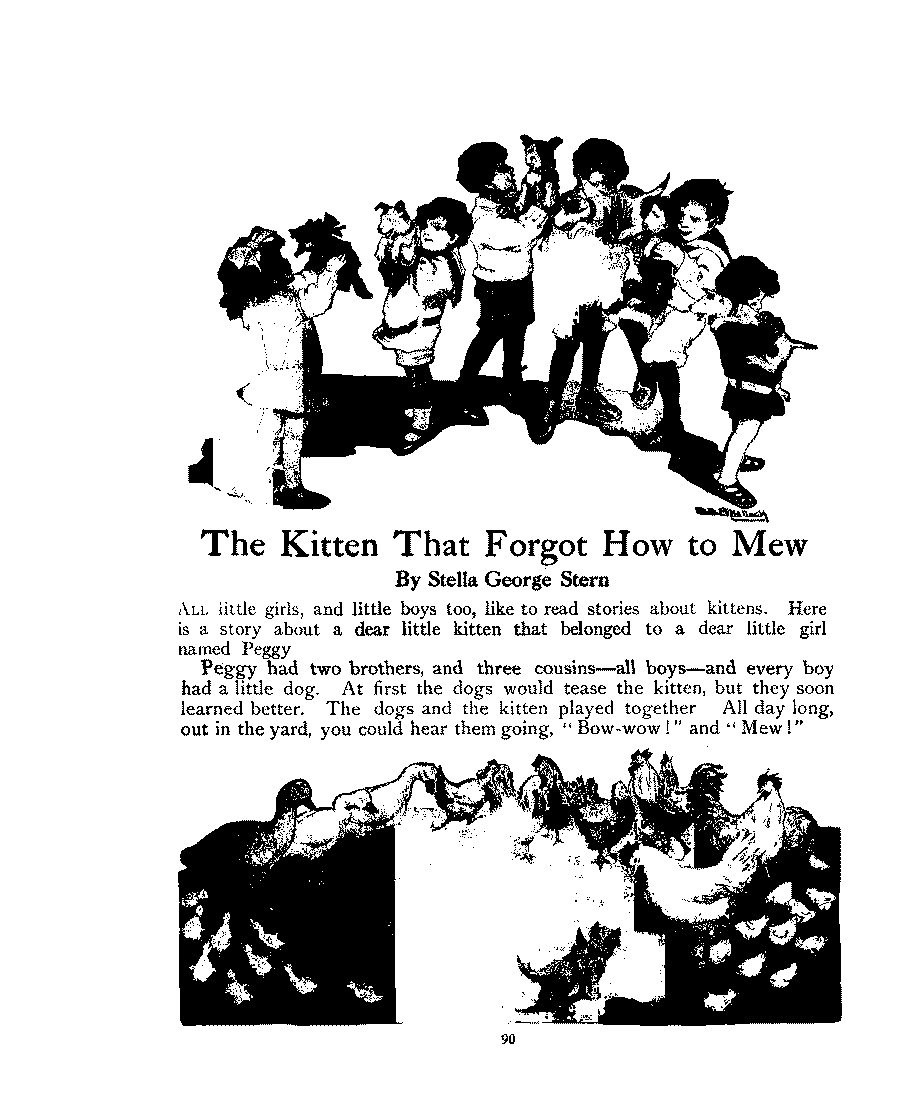 The Kitten That Forgot How to Mew
By Stella George Stern
ALL little girls, and little boys too, like to read stories about kittens. Here
is a story about a dear little kitten that belonged to a dear little girl
named Peggy
Peggy had two brothers, and three cousins—all boys—and every boy
had a little dog. At first the dogs would tease the kitten, but they soon
learned better. The dogs and the kitten played together All day long,
out in the yard, you could hear them going, “ Bow-wow !” and “ Mew !”
90